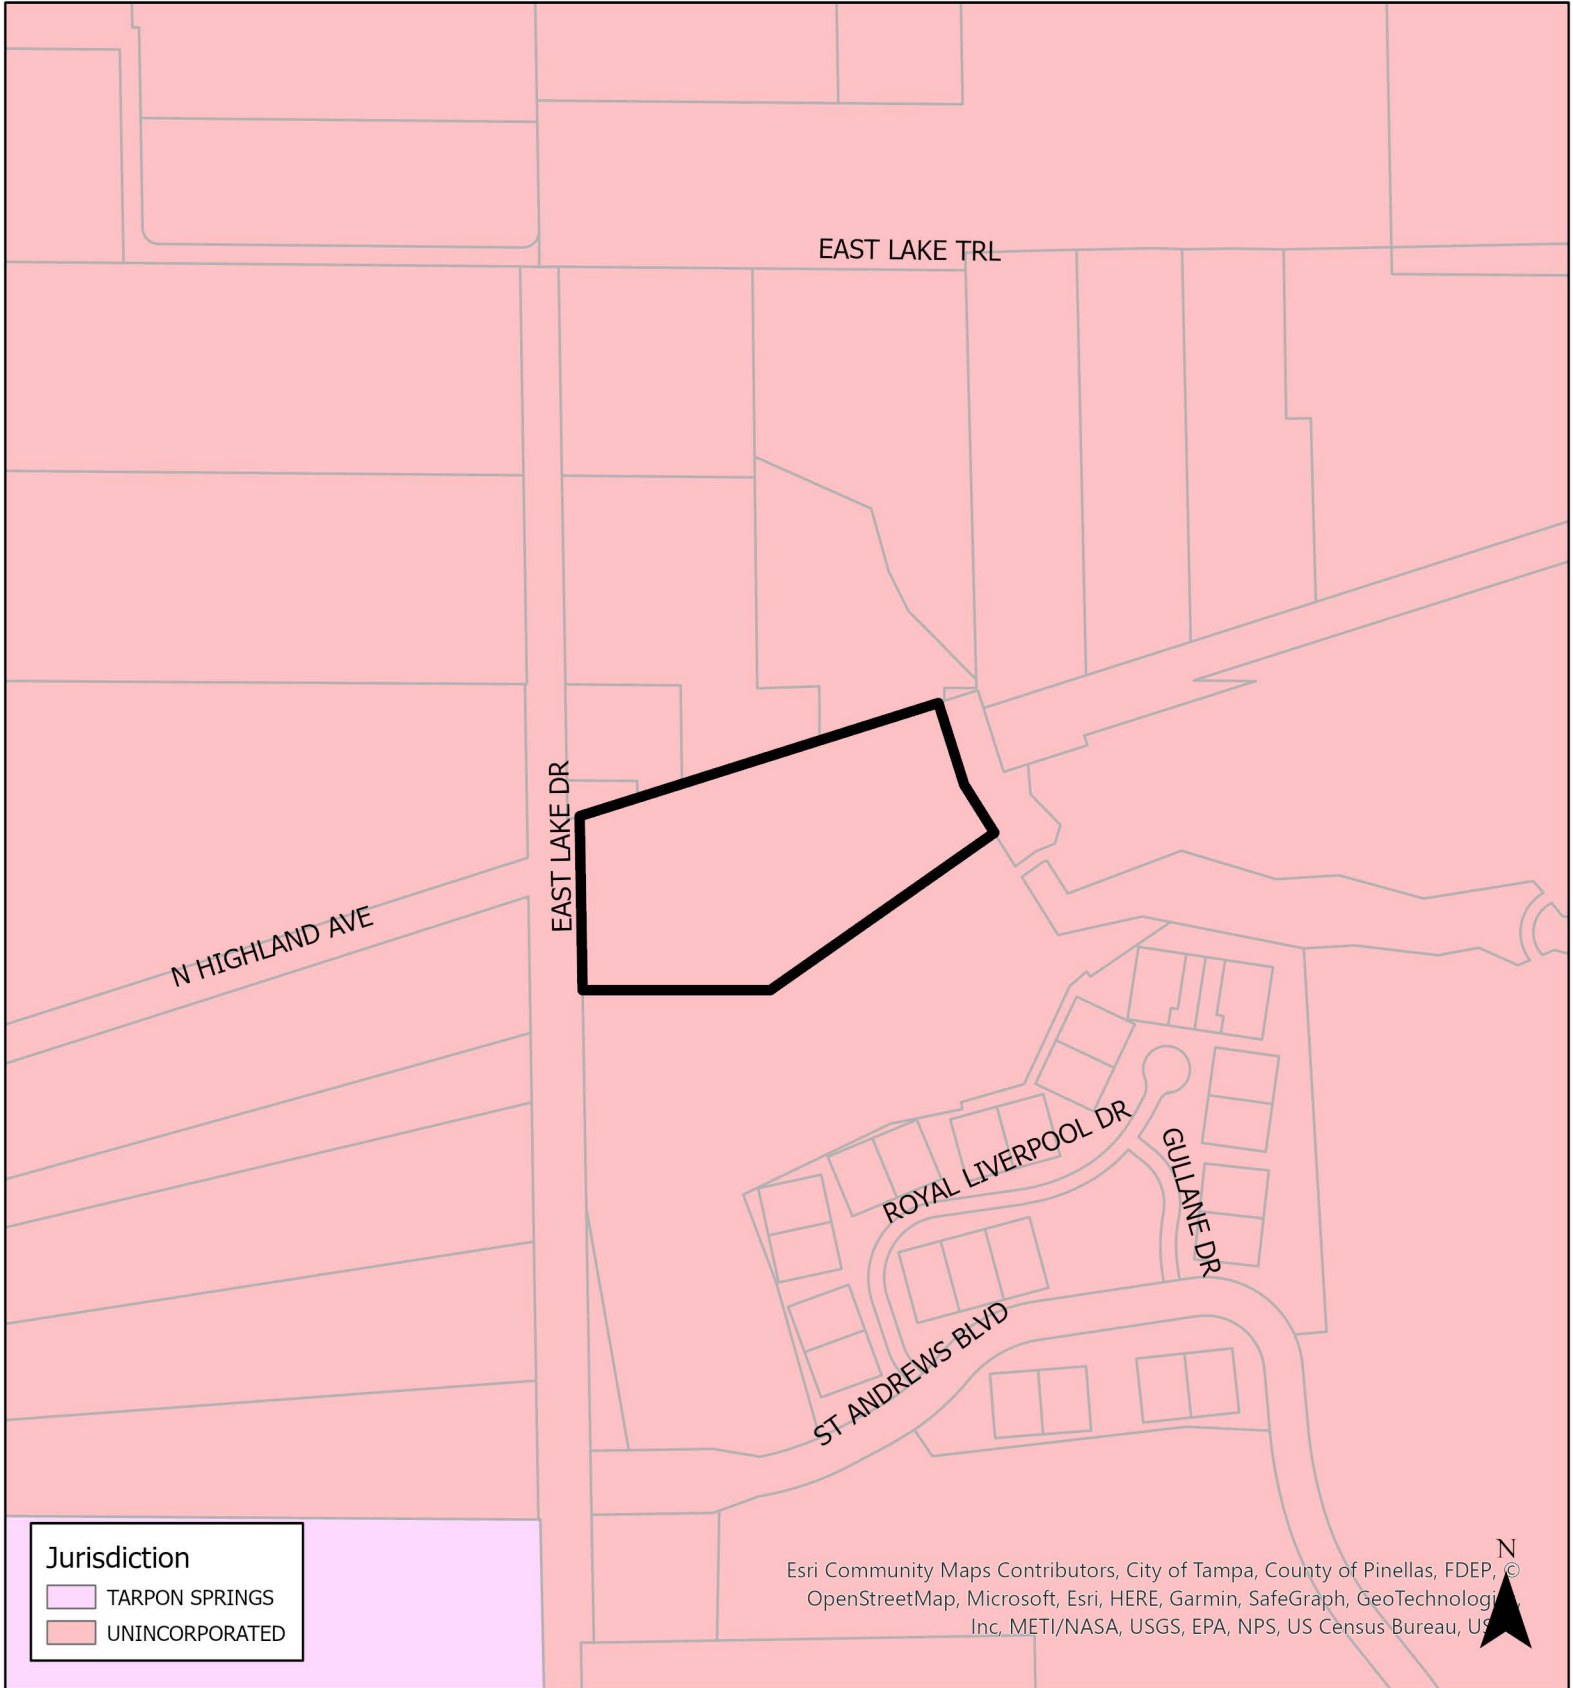 EAST LAKE TRL
EAST LAKE DR
N HIGHLAND AVE
ROYAL LIVERPOOL DR
GULLANE DR
ST ANDREWS BLVD
Jurisdiction
TARPON SPRINGS
UNINCORPORATED
N
Esri Community Maps Contributors, City of Tampa, County of Pinellas, FDEP, ©
OpenStreetMap, Microsoft, Esri, HERE, Garmin, SafeGraph,
Inc, METI/NASA, USGS, EPA, NPS, US Census Bureau,